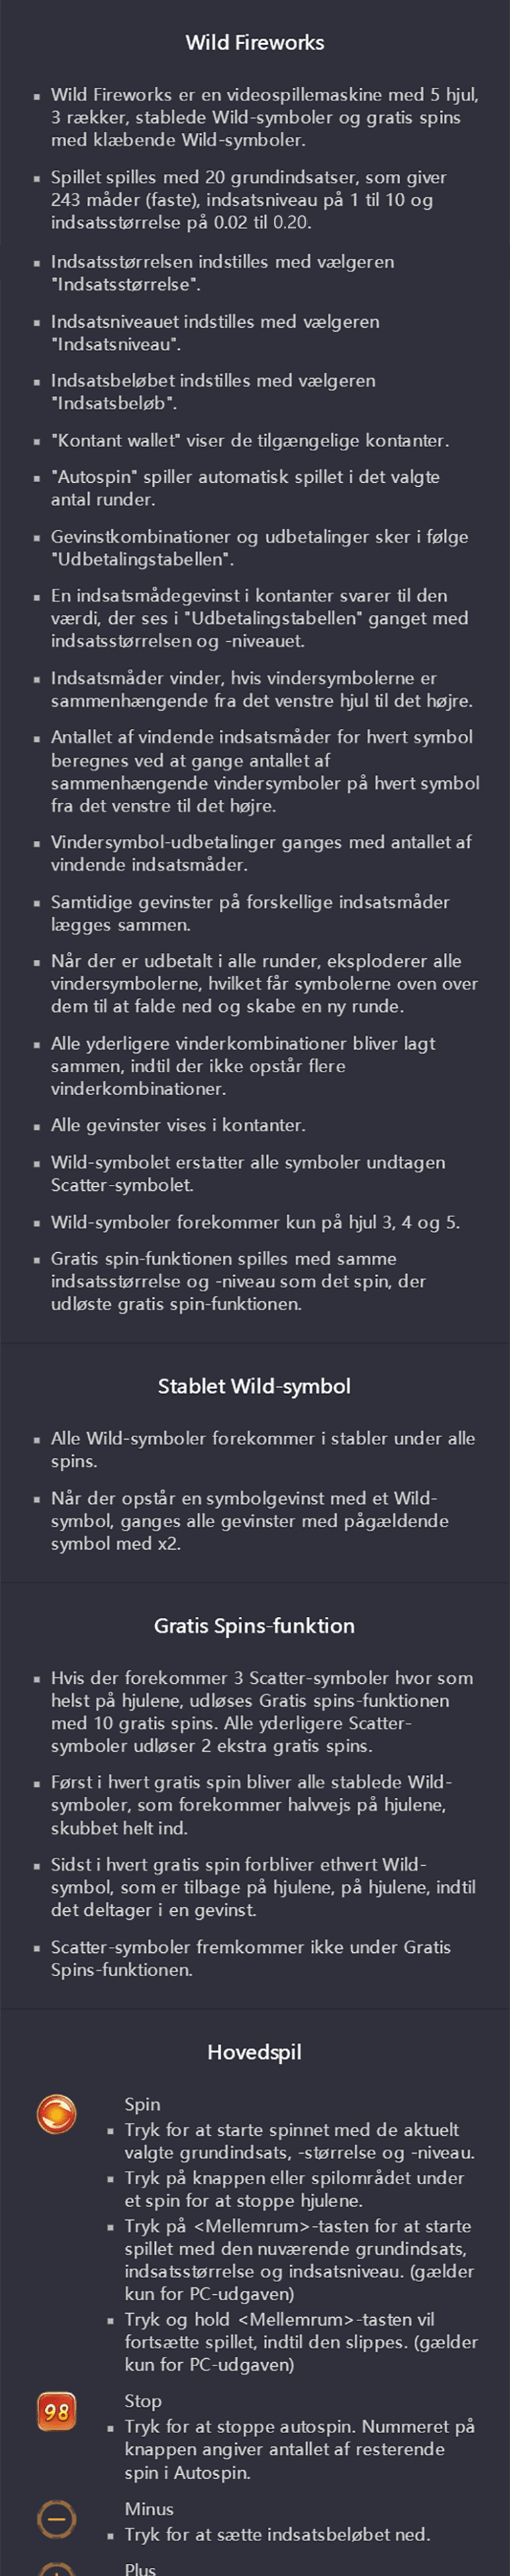 Wild Fireworks
Wild Fireworks er en videospillemaskine med 5 hjul,
3 rækker, stablede Wild-symboler og gratis spins
med klæbende Wild-symboler.
Spillet spilles med 20 grundindsatser, som giver
243 måder (faste), indsatsniveau på 1 til 10 og
indsatsstørrelse på 0.02 til 0.20.
Indsatsstørrelsen indstilles med vælgeren
"Indsatsstørrelse".
Indsatsniveauet indstilles med vælgeren
"Indsatsniveau".
Indsatsbeløbet indstilles med vælgeren
"Indsatsbeløb".
"Kontant wallet" viser de tilgængelige kontanter.
"Autospin" spiller automatisk spillet i det valgte
antal runder.
Gevinstkombinationer og udbetalinger sker i følge
"Udbetalingstabellen".
En indsatsmådegevinst i kontanter svarer til den
værdi, der ses i "Udbetalingstabellen" ganget med
indsatsstørrelsen og -niveauet.
Indsatsmåder vinder, hvis vindersymbolerne er
sammenhængende fra det venstre hjul til det højre.
Antallet af vindende indsatsmåder for hvert symbol
beregnes ved at gange antallet af
sammenhængende vindersymboler på hvert symbol
fra det venstre til det højre.
Vindersymbol-udbetalinger ganges med antallet af
vindende indsatsmåder.
Samtidige gevinster på forskellige indsatsmåder
lægges sammen.
Når der er udbetalt i alle runder, eksploderer alle
vindersymbolerne, hvilket får symbolerne oven over
dem til at falde ned og skabe en ny runde.
Alle yderligere vinderkombinationer bliver lagt
sammen, indtil der ikke opstår flere
vinderkombinationer.
Alle gevinster vises i kontanter.
Wild-symbolet erstatter alle symboler undtagen
Scatter-symbolet.
Wild-symboler forekommer kun på hjul 3, 4 og 5.
Gratis spin-funktionen spilles med samme
indsatsstørrelse og -niveau som det spin, der
udløste gratis spin-funktionen.
Stablet Wild-symbol
Alle Wild-symboler forekommer i stabler under alle
spins.
Når der opstår en symbolgevinst med et Wild-
symbol, ganges alle gevinster med pågældende
symbol med x2.
Gratis Spins-funktion
Hvis der forekommer 3 Scatter-symboler hvor som
helst på hjulene, udløses Gratis spins-funktionen
med 10 gratis spins. Alle yderligere Scatter-
symboler udløser 2 ekstra gratis spins.
Først i hvert gratis spin bliver alle stablede Wild-
symboler, som forekommer halvvejs på hjulene,
skubbet helt ind.
Sidst i hvert gratis spin forbliver ethvert Wild-
symbol, som er tilbage på hjulene, på hjulene, indtil
det deltager i en gevinst.
Scatter-symboler fremkommer ikke under Gratis
Spins-funktionen.
Hovedspil
Spin
Tryk for at starte spinnet med de aktuelt
valgte grundindsats, -størrelse og -niveau.
Tryk på knappen eller spilområdet under
et spin for at stoppe hjulene.
Tryk på <Mellemrum>-tasten for at starte
spillet med den nuværende grundindsats,
indsatsstørrelse og indsatsniveau. (gælder
kun for PC-udgaven)
Tryk og hold <Mellemrum>-tasten vil
fortsætte spillet, indtil den slippes. (gælder
kun for PC-udgaven)
98
Stop
Tryk for at stoppe autospin. Nummeret på
knappen angiver antallet af resterende
spin i Autospin.
Minus
Tryk for at sætte indsatsbeløbet ned.
Plus